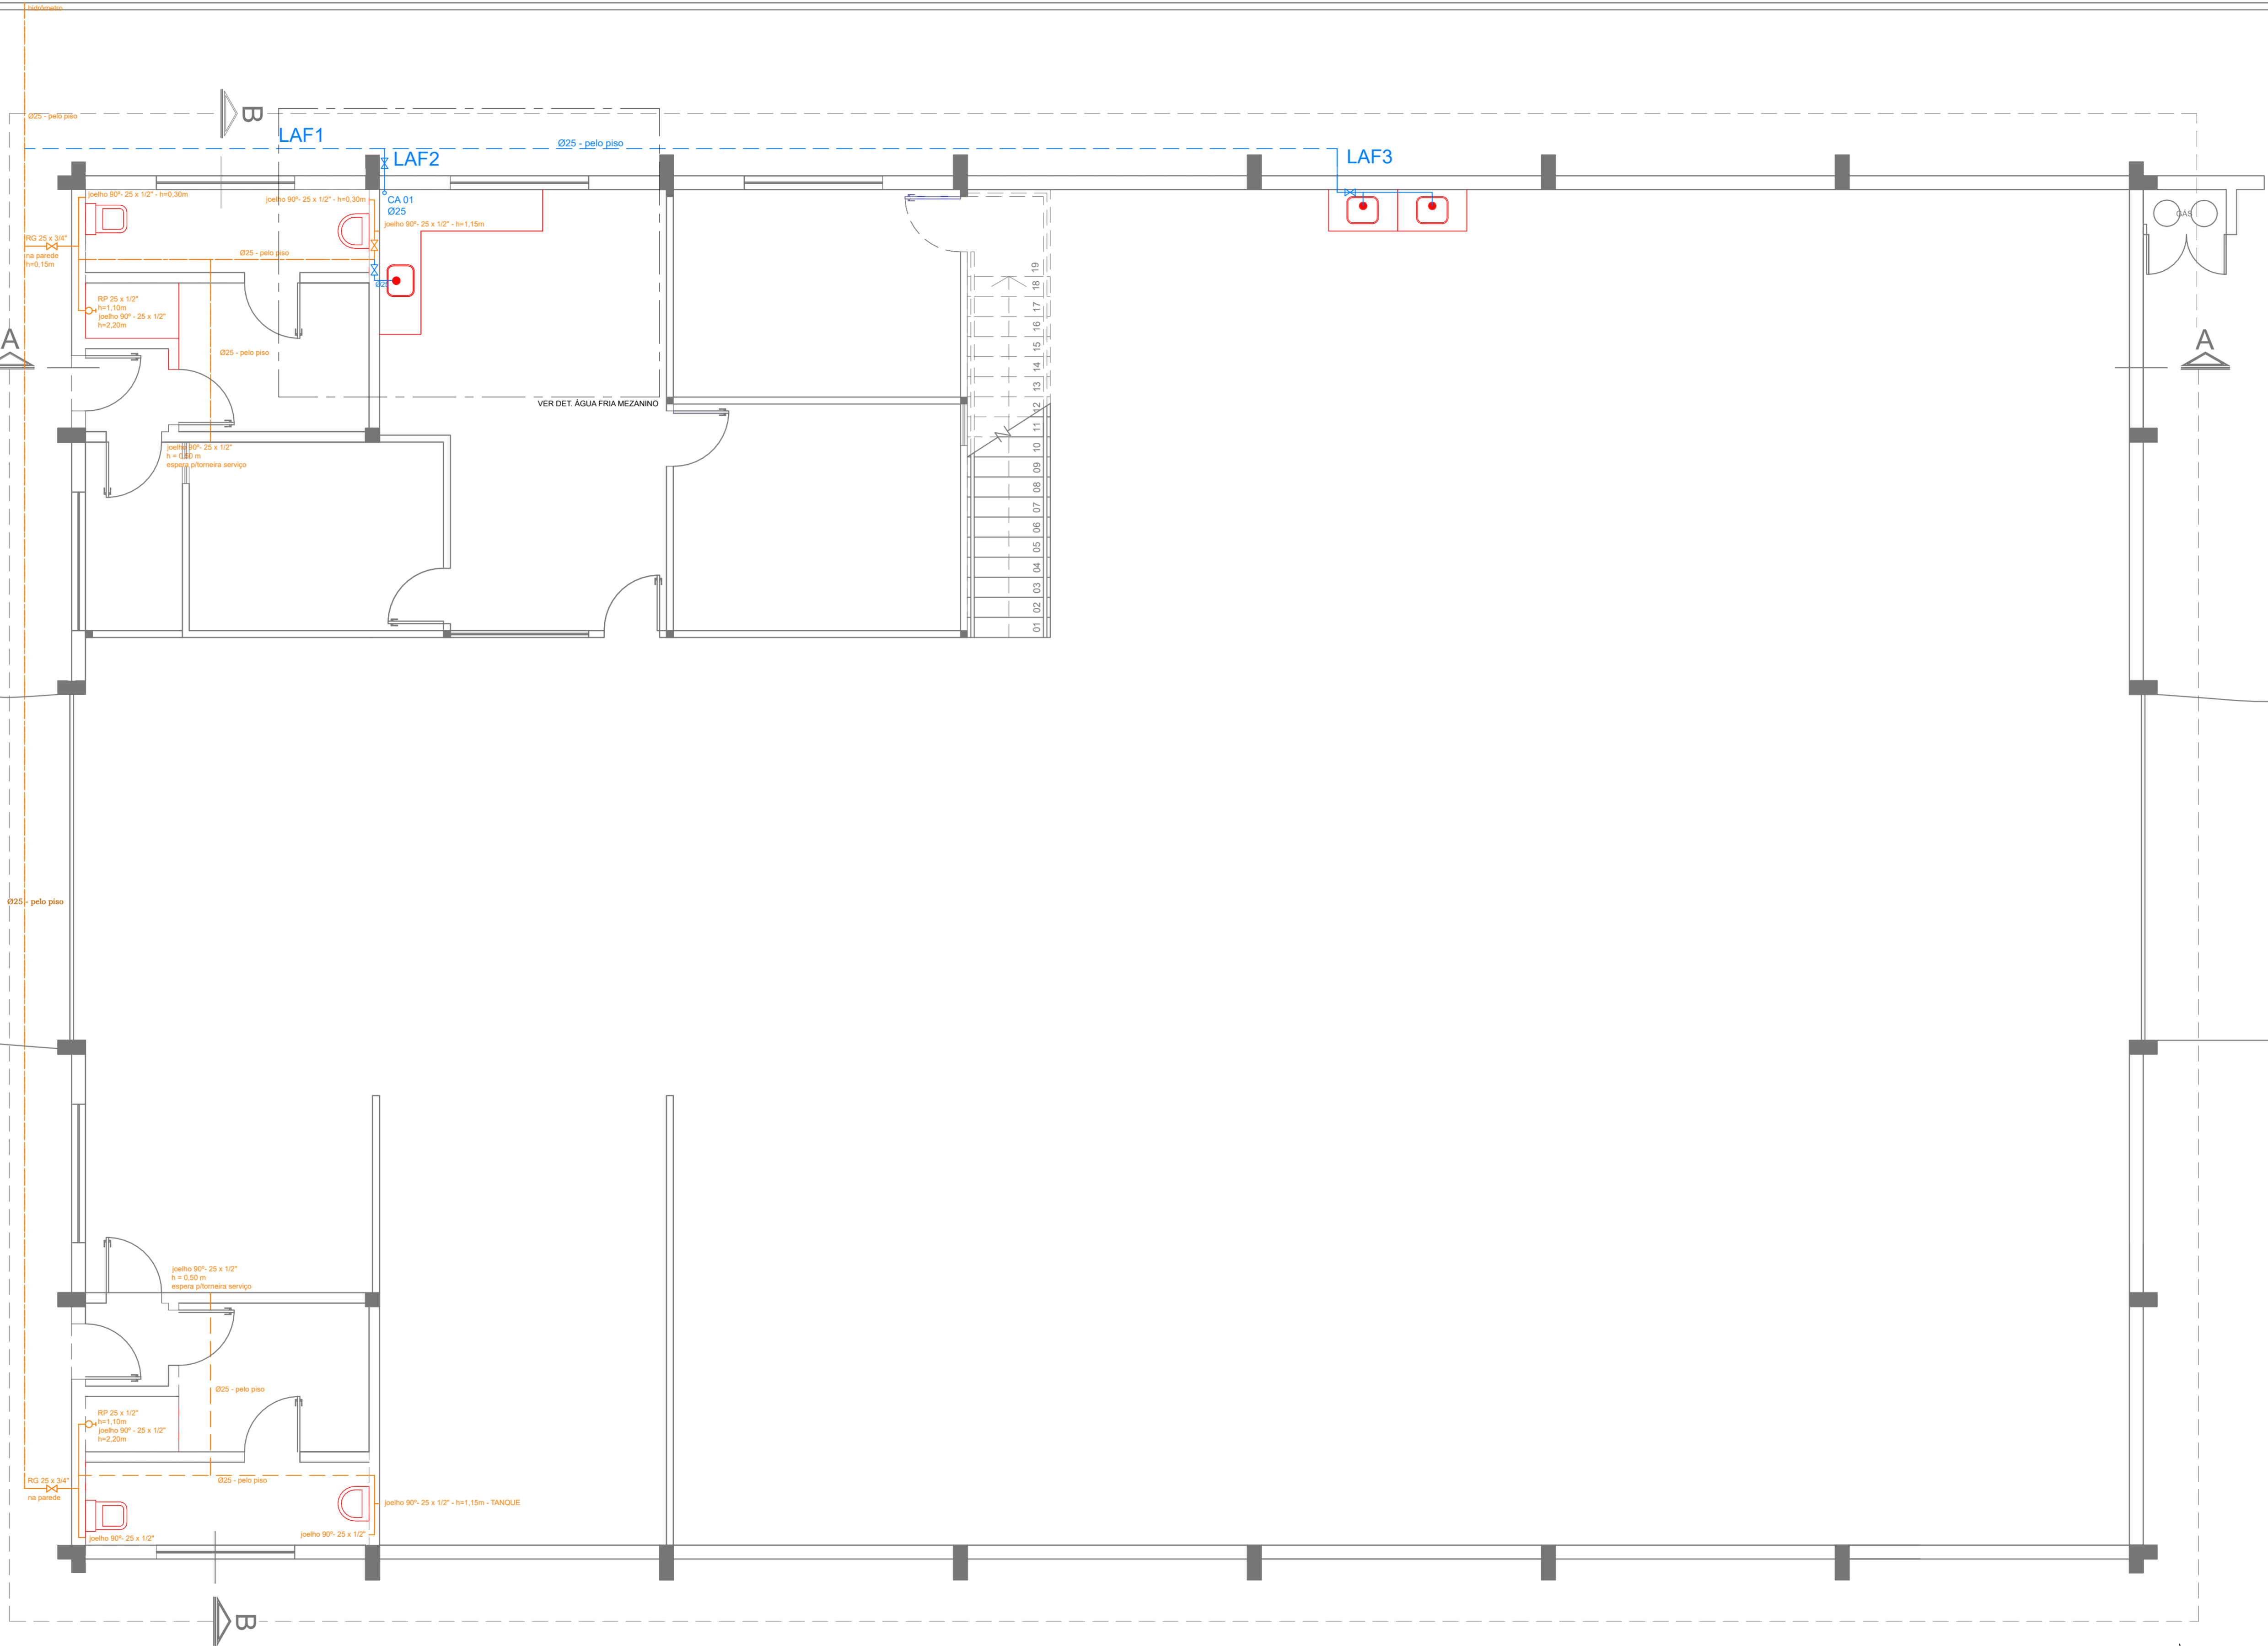 hidrômetro
B
Ø25 - pelo piso
LAF1
Ø25 - pelo piso
LAF2
LAF3
joelho 90º- 25 x 1/2" - h=0,30m
joelho 90º- 25 x 1/2" - h=0,30m
CA 01
Ø25
joelho 90º- 25 x 1/2" - h=1,15m
GÁS
RG 25 x 3/4"
na parede
h=0,15m
Ø25 - pelo piso
Ø25
RP 25 x 1/2"
h=1,10m
joelho 90º - 25 x 1/2"
h=2,20m
A
A
Ø25 - pelo piso
VER DET. ÁGUA FRIA MEZANINO
19
18
17
16
15
14
13
12
11
10
09
08
07
06
05
04
03
02
01
joelho 90º- 25 x 1/2"
h = 0,50 m
espera p/torneira serviço
Ø25 - pelo piso
joelho 90º- 25 x 1/2"
h = 0,50 m
espera p/torneira serviço
Ø25 - pelo piso
RP 25 x 1/2"
h=1,10m
joelho 90º - 25 x 1/2"
h=2,20m
RG 25 x 3/4"
na parede
Ø25 - pelo piso
joelho 90º- 25 x 1/2" - h=1,15m - TANQUE
joelho 90º- 25 x 1/2"
joelho 90º- 25 x 1/2"
B